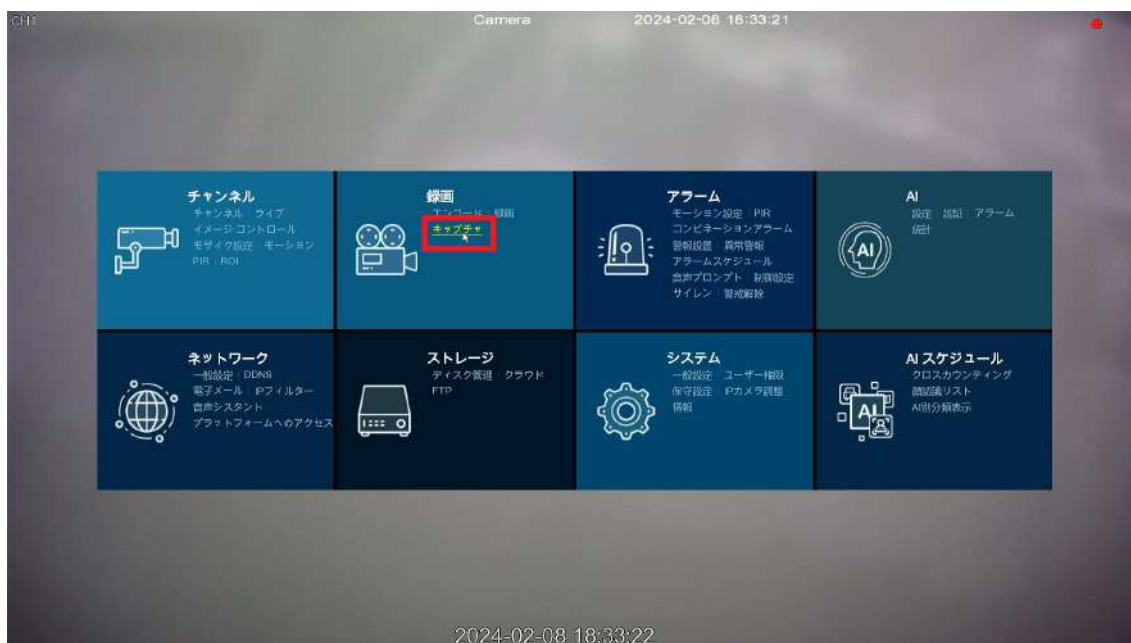 CH1
Camera
2024-02-08 18:33:21
チャンネル
チャンネル | ライブ
イメージ コントロール
モザイク設定 | モーション
PIR | ROI
録画
エンコード | 録画
キャプチャ
アラーム
モーション設定 | PIR
コンビネーションアラーム
警報設置 | 異常警報
アラームスケジュール
音声プロンプト | 制御設定
サイレン | 警戒解除
AI
設定 | 認証 | アラーム
統計
ネットワーク
一般設定 | DDNS
電子メール | IPフィルター
音声シスタント
プラットフォームへのアクセス
ストレージ
ディスク管理 | クラウド
FTP
システム
一般設定 | ユーザー権限
保守設定 | IPカメラ調整
情報
AI スケジュール
クロスカウンティング
顔認識リスト
AI別分類表示
2024-02-08 18:33:22